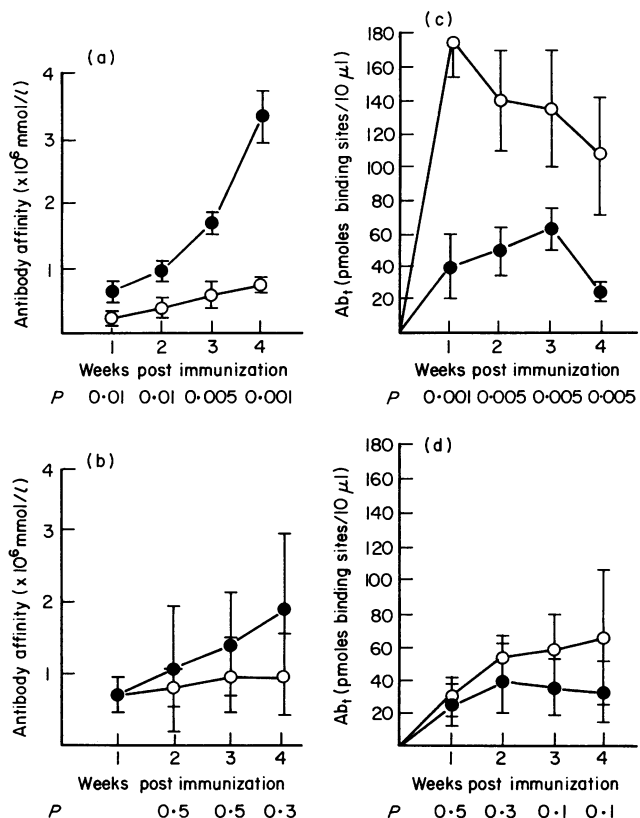 (a)
Antibody affinity (x 10⁶ mmol/ℓ)
4
3
2
1
1 2 3 4
Weeks post immunization
P 0·01 0·01 0·005 0·001
(c)
Abₜ (pmoles binding sites/10 μl)
180
160
140
120
100
80
60
40
20
1 2 3 4
Weeks post immunization
P 0·001 0·005 0·005 0·005
(b)
Antibody affinity (x 10⁶ mmol/ℓ)
4
3
2
1
1 2 3 4
Weeks post immunization
P 0·5 0·5 0·3
(d)
Abₜ (pmoles binding sites/10 μl)
180
160
140
120
100
80
60
40
20
1 2 3 4
Weeks post immunization
P 0·5 0·3 0·1 0·1